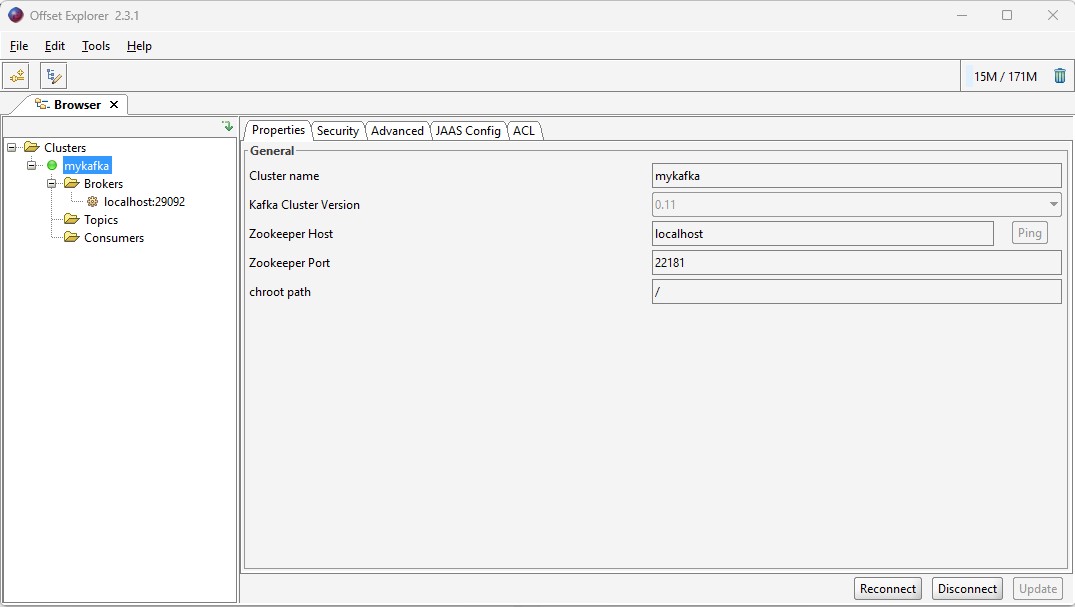 Offset Explorer 2.3.1
File Edit Tools Help
15M / 171M
Browser
Properties Security Advanced JAAS Config ACL
Clusters
mykafka
Brokers
localhost:29092
Topics
Consumers
General
Cluster name mykafka
Kafka Cluster Version 0.11
Zookeeper Host localhost Ping
Zookeeper Port 22181
chroot path /
Reconnect Disconnect Update